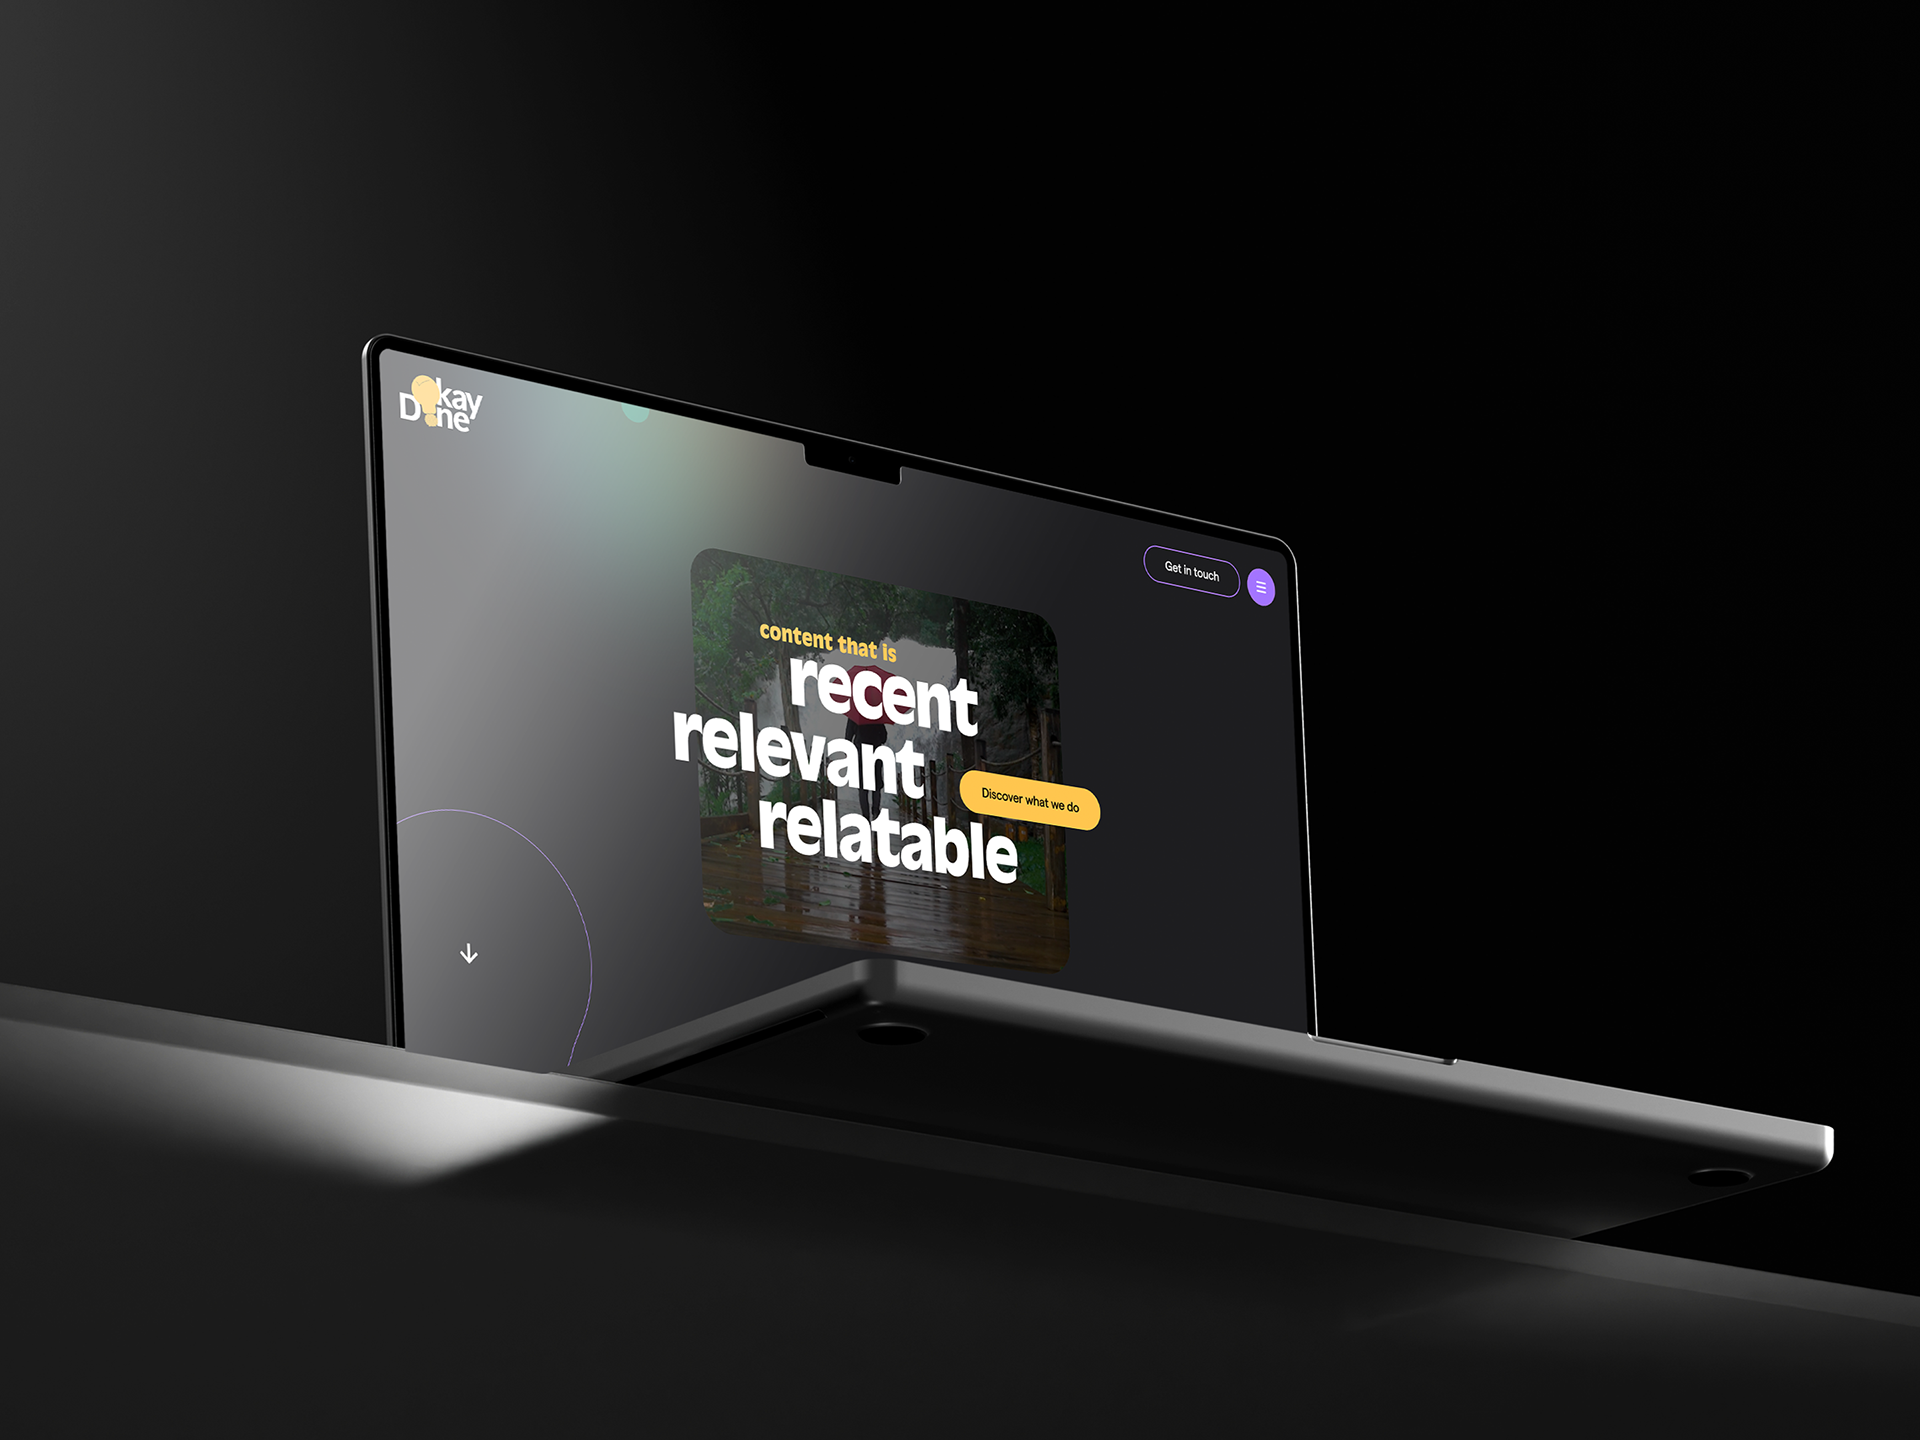 Okay
Done
Get in touch
content that is
recent
relevant
relatable
Discover what we do